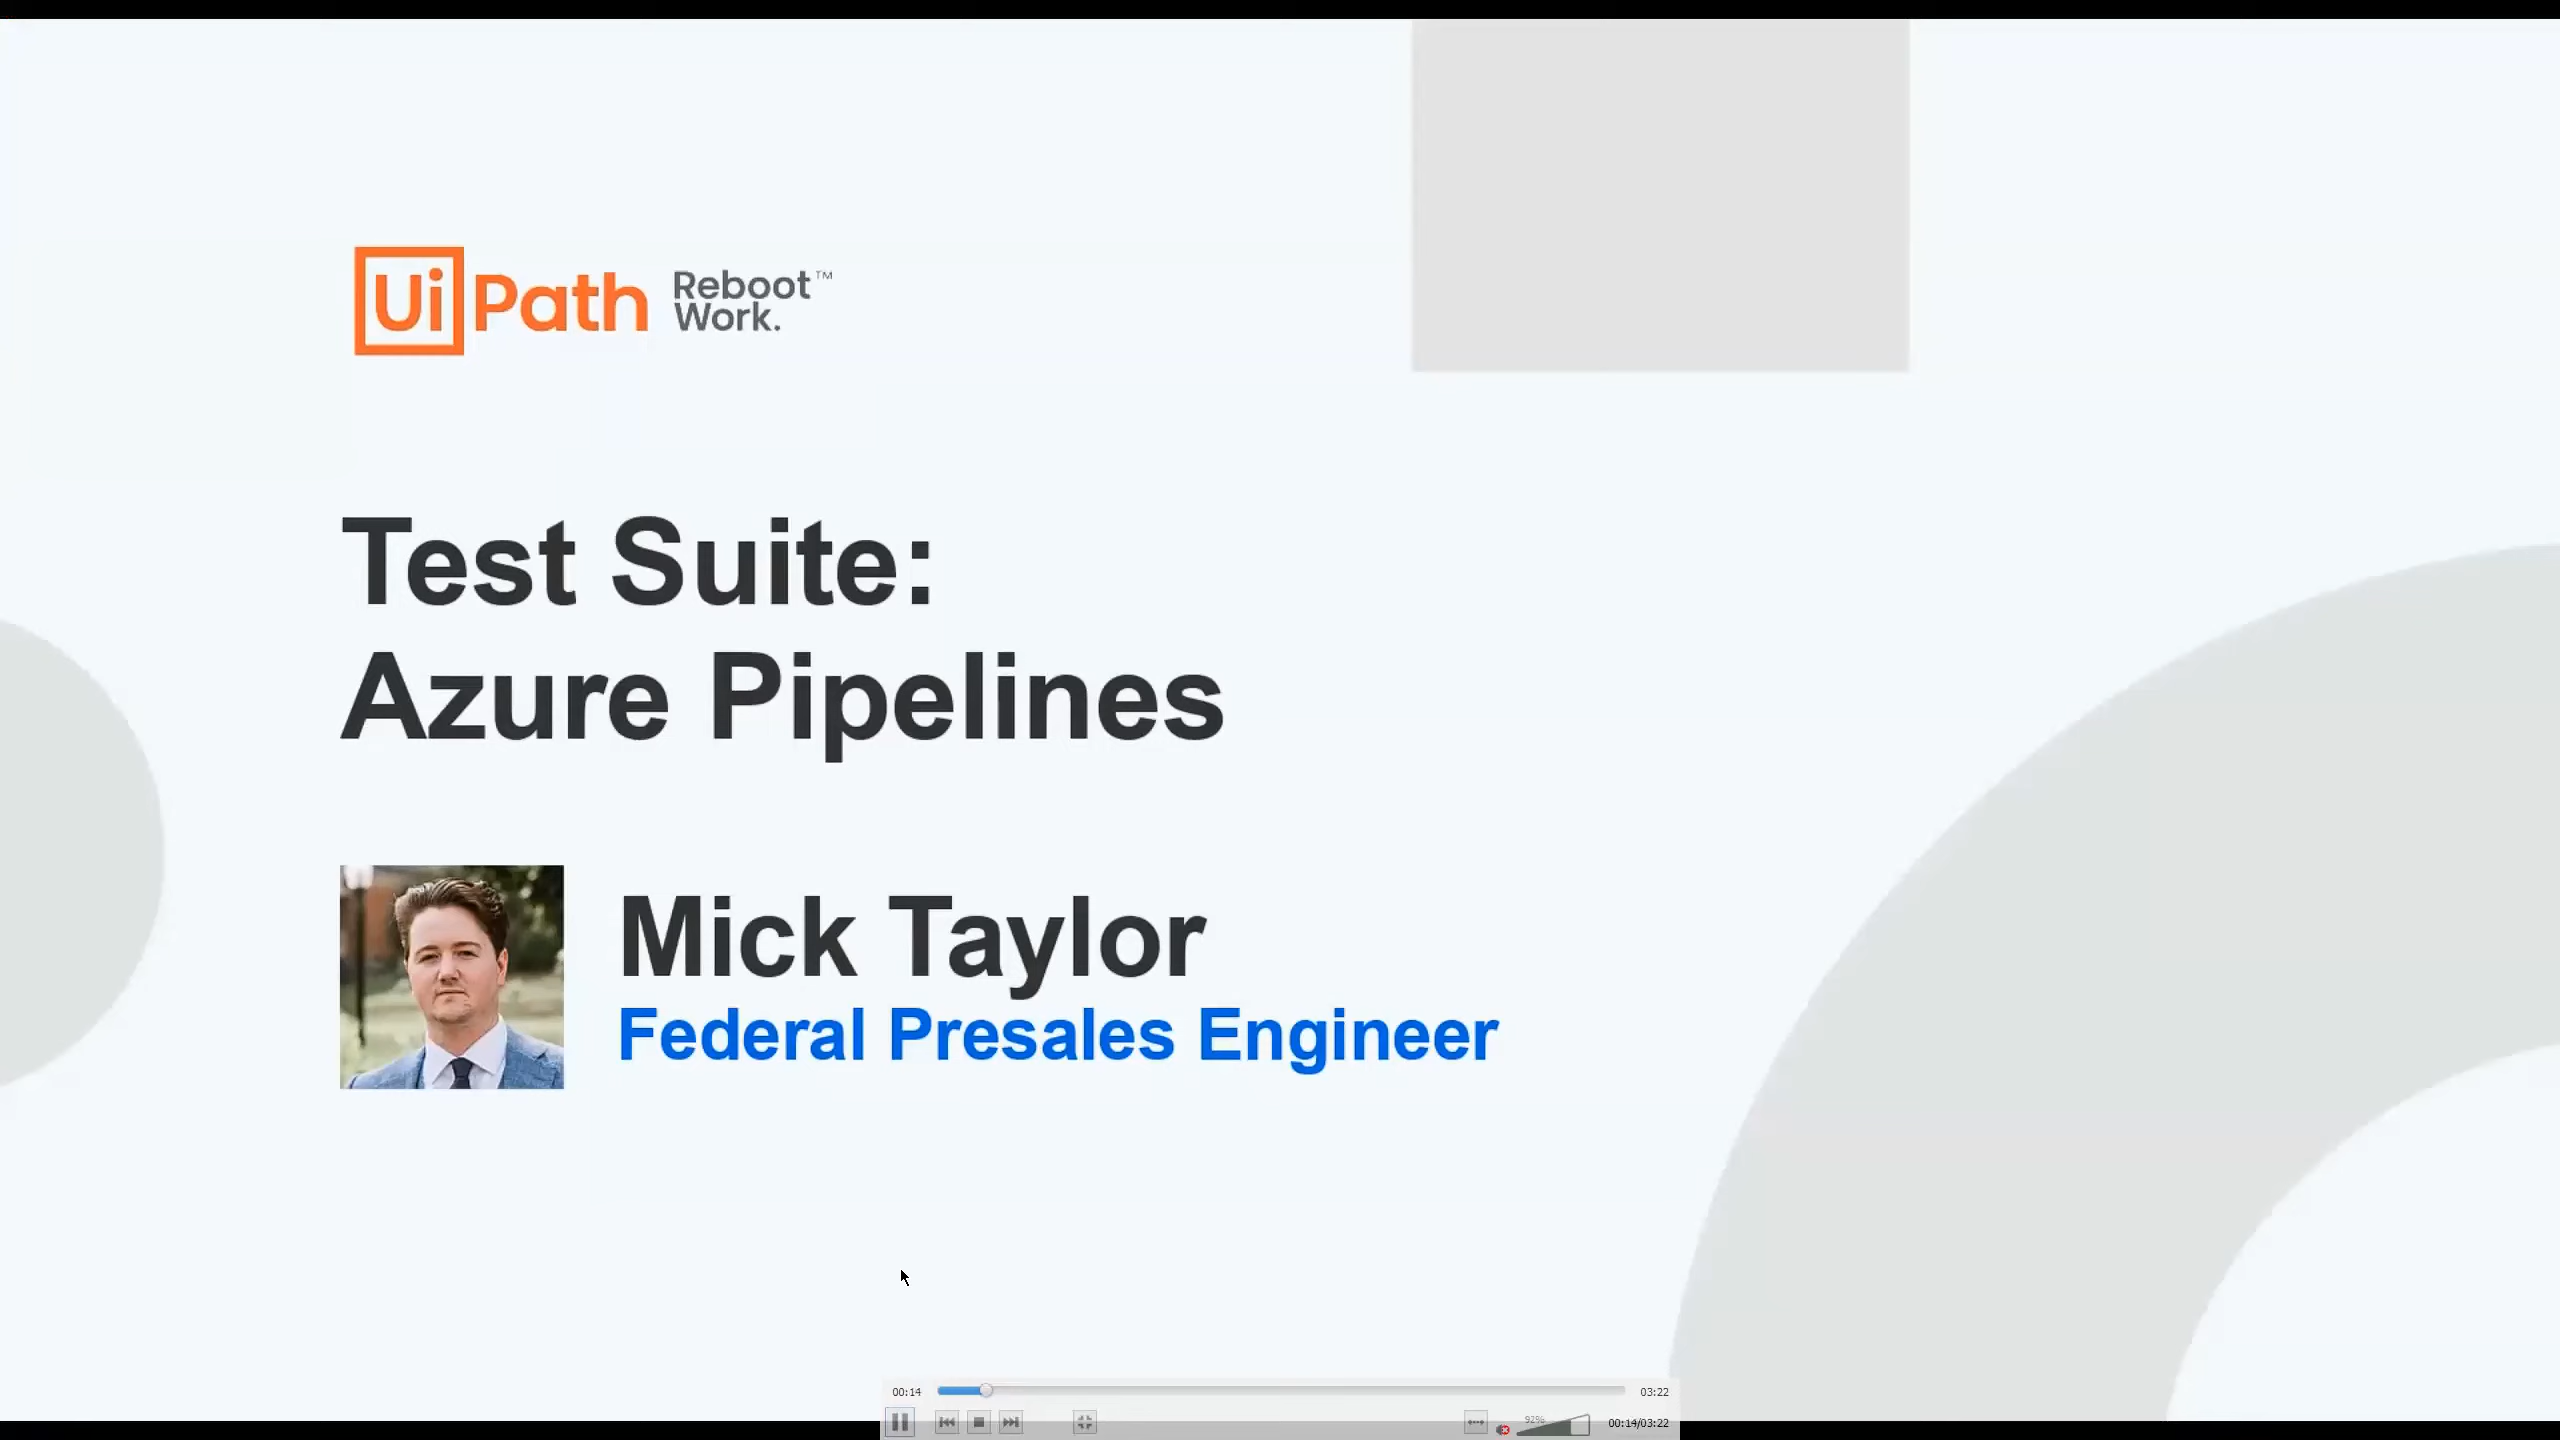 UiPath Reboot™
Work.
Test Suite:
Azure Pipelines
Mick Taylor
Federal Presales Engineer
00:14
03:22
92%
00:14/03:22